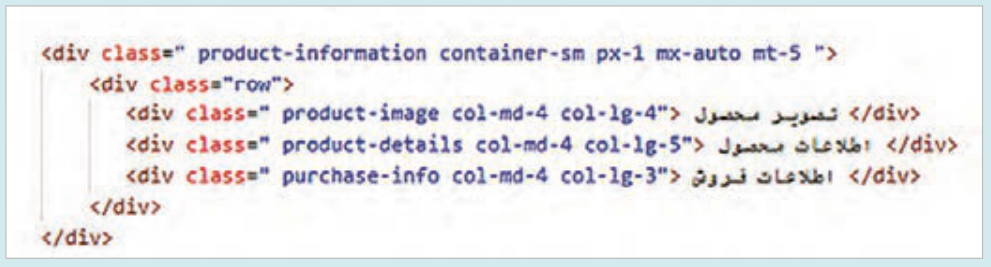 <div class=" product-information container-sm px-1 mx-auto mt-5 ">
<div class="row">
<div class=" product-image col-md-4 col-lg-4"> تصویر محصول </div>
<div class=" product-details col-md-4 col-lg-5"> اطلاعات محصول </div>
<div class=" purchase-info col-md-4 col-lg-3"> اطلاعات فروش </div>
</div>
</div>